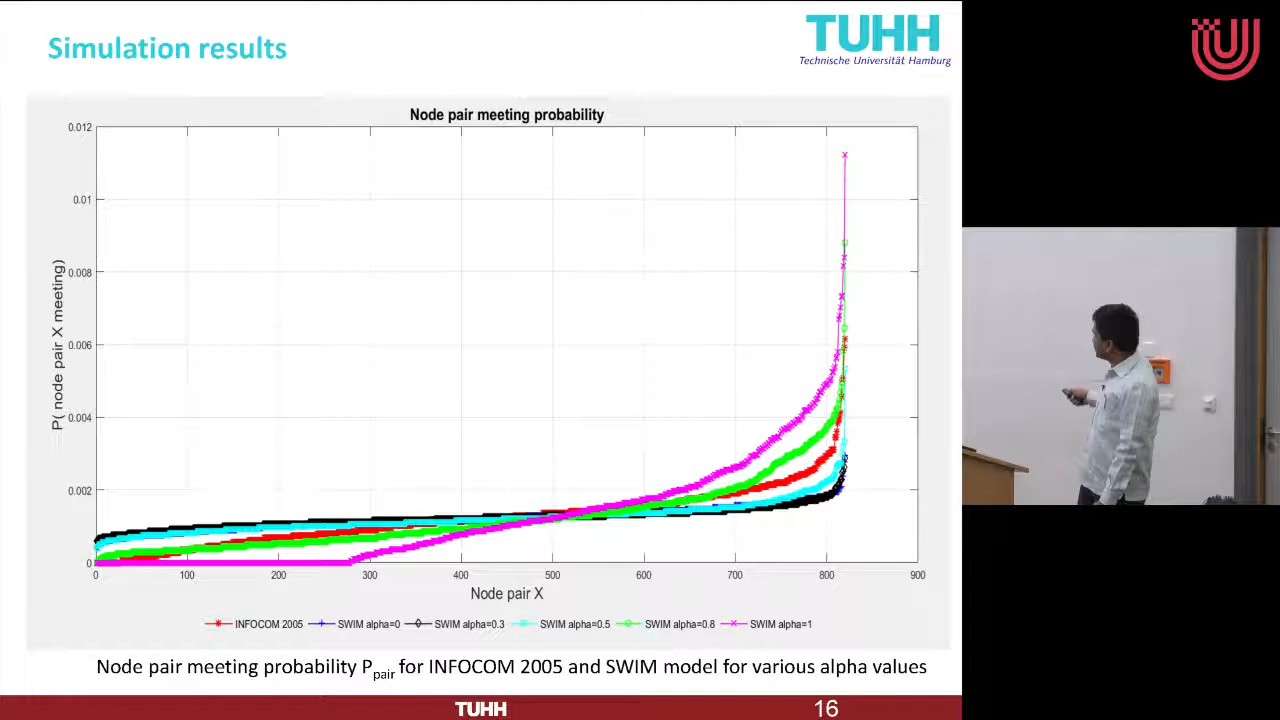 Simulation results
TUHH
Technische Universität Hamburg
Node pair meeting probability
0.012
0.01
0.008
0.006
0.004
0.002
0
P( node pair X meeting)
0 100 200 300 400 500 600 700 800 900
Node pair X
INFOCOM 2005 SWIM alpha=0 SWIM alpha=0.3 SWIM alpha=0.5 SWIM alpha=0.8 SWIM alpha=1
Node pair meeting probability Ppair for INFOCOM 2005 and SWIM model for various alpha values
TUHH
16